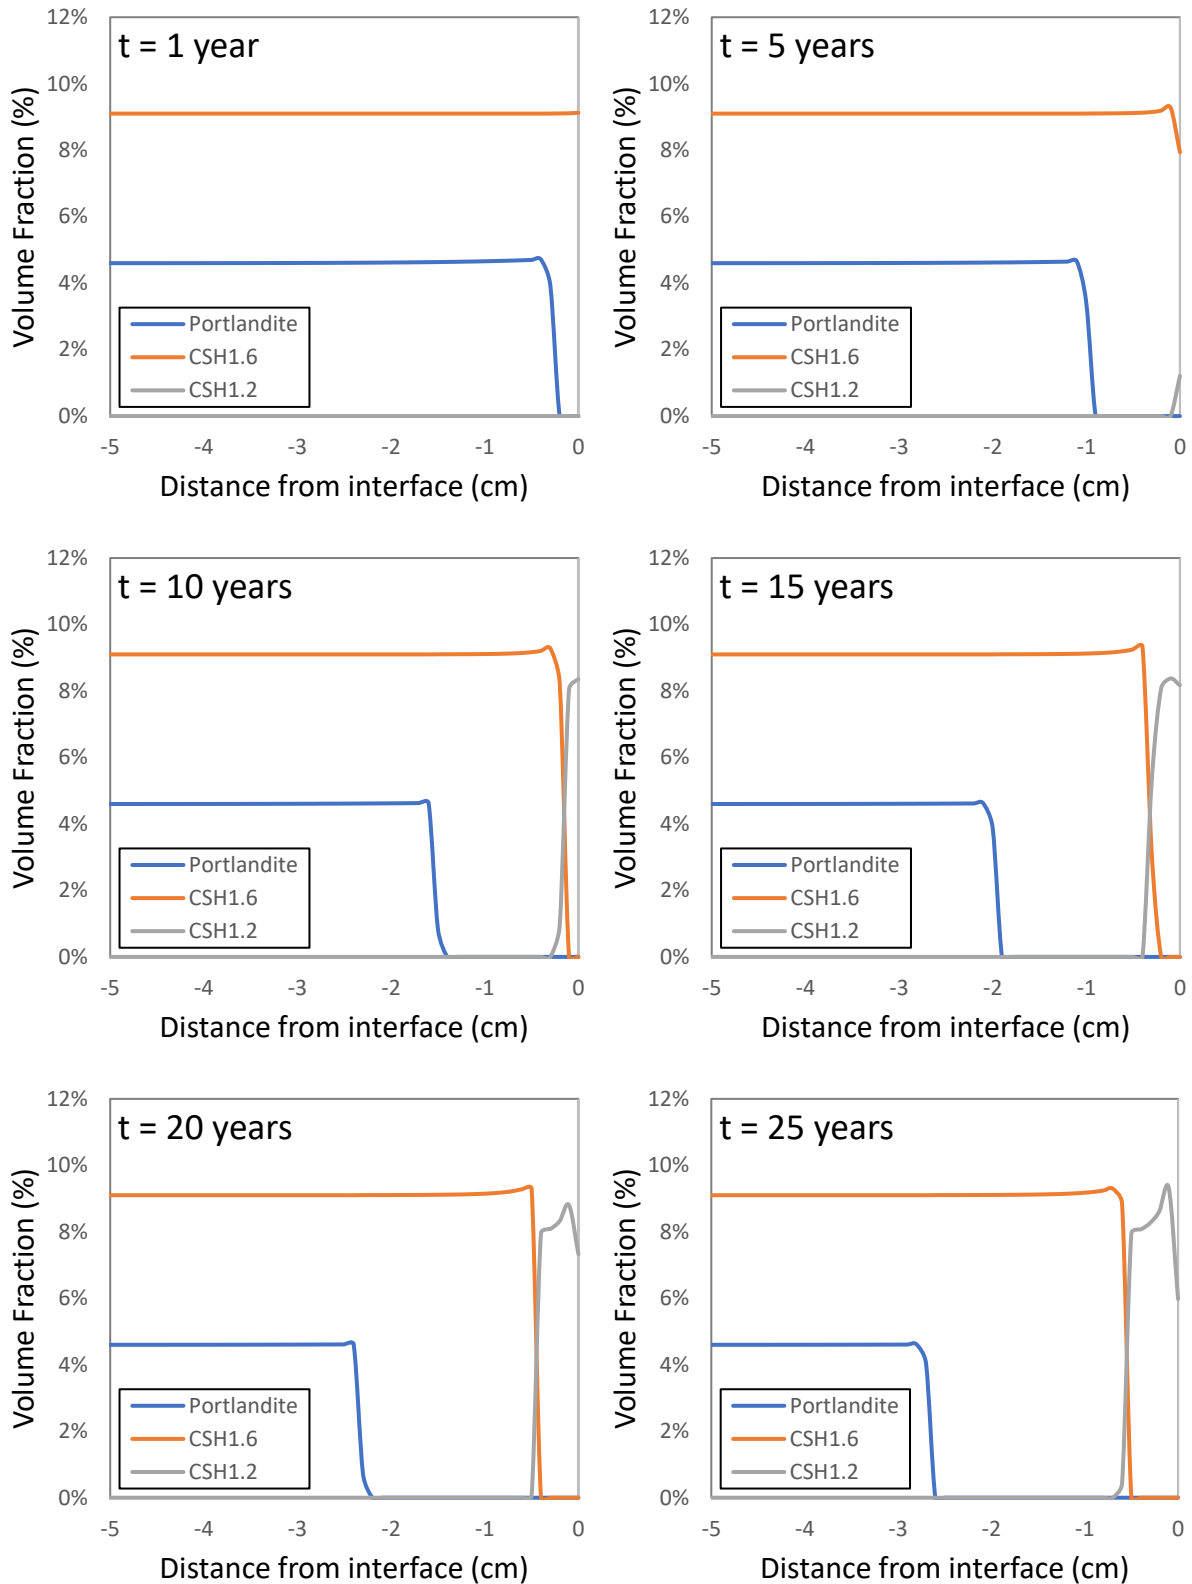 t = 1 year
12%
10%
8%
6%
4%
2%
0%
Volume Fraction (%)
Portlandite
CSH1.6
CSH1.2
-5 -4 -3 -2 -1 0
Distance from interface (cm)
t = 5 years
12%
10%
8%
6%
4%
2%
0%
Volume Fraction (%)
Portlandite
CSH1.6
CSH1.2
-5 -4 -3 -2 -1 0
Distance from interface (cm)
t = 10 years
12%
10%
8%
6%
4%
2%
0%
Volume Fraction (%)
Portlandite
CSH1.6
CSH1.2
-5 -4 -3 -2 -1 0
Distance from interface (cm)
t = 15 years
12%
10%
8%
6%
4%
2%
0%
Volume Fraction (%)
Portlandite
CSH1.6
CSH1.2
-5 -4 -3 -2 -1 0
Distance from interface (cm)
t = 20 years
12%
10%
8%
6%
4%
2%
0%
Volume Fraction (%)
Portlandite
CSH1.6
CSH1.2
-5 -4 -3 -2 -1 0
Distance from interface (cm)
t = 25 years
12%
10%
8%
6%
4%
2%
0%
Volume Fraction (%)
Portlandite
CSH1.6
CSH1.2
-5 -4 -3 -2 -1 0
Distance from interface (cm)